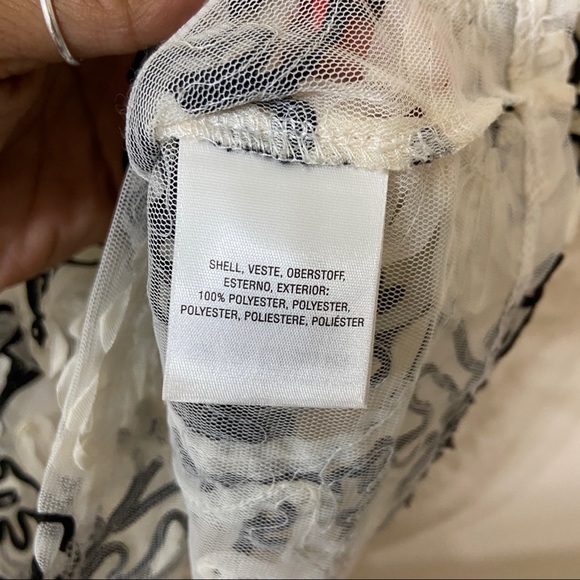 SHELL, VESTE, OBERSTOFF,
ESTERNO, EXTERIOR:
100% POLYESTER, POLYESTER,
POLYESTER, POLIESTERE, POLIÉSTER